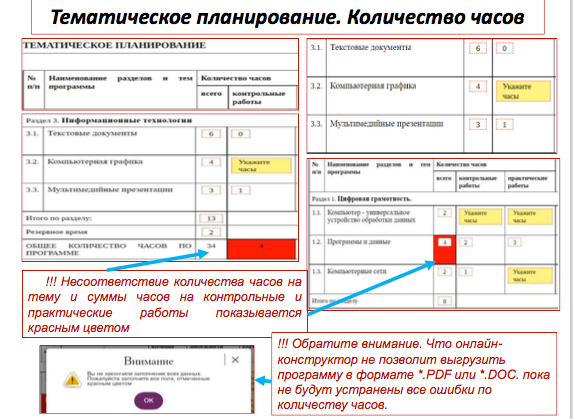 Тематическое планирование. Количество часов
ТЕМАТИЧЕСКОЕ ПЛАНИРОВАНИЕ
№ п/п
Наименование разделов и тем программы
Количество часов
всего
контрольные работы
Раздел 3. Информационные технологии
3.1. Текстовые документы 6 0
3.2. Компьютерная графика 4 Укажите часы
3.3. Мультимедийные презентации 3 1
Итого по разделу: 13
Резервное время 2
ОБЩЕЕ КОЛИЧЕСТВО ЧАСОВ ПО ПРОГРАММЕ 34 4
3.1. Текстовые документы 6 0
3.2. Компьютерная графика 4 Укажите часы
3.3. Мультимедийные презентации 3 1
№ п/п
Наименование разделов и тем программы
Количество часов
всего
контрольные работы
практические работы
Раздел 1. Цифровая грамотность.
1.1. Компьютер - универсальное устройство обработки данных 2 Укажите часы Укажите часы
1.2. Программы и данные 4 2 3
1.3. Компьютерные сети 2 1 Укажите часы
Итого по разделу 8
!!! Несоответствие количества часов на
тему и суммы часов на контрольные и
практические работы показывается
красным цветом
!!! Обратите внимание. Что онлайн-
конструктор не позволит выгрузить
программу в формате *.PDF или *.DOC. пока
не будут устранены все ошибки по
количеству часов.
Внимание
Вы не закончили заполнение всех данных.
Пожалуйста заполните все поля, отмеченные
красным цветом
OK